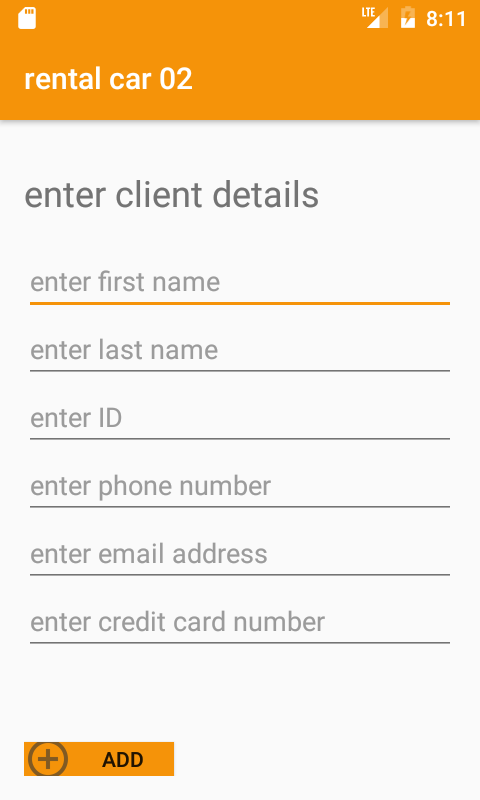 LTE 8:11
rental car 02
enter client details
enter first name
enter last name
enter ID
enter phone number
enter email address
enter credit card number
ADD